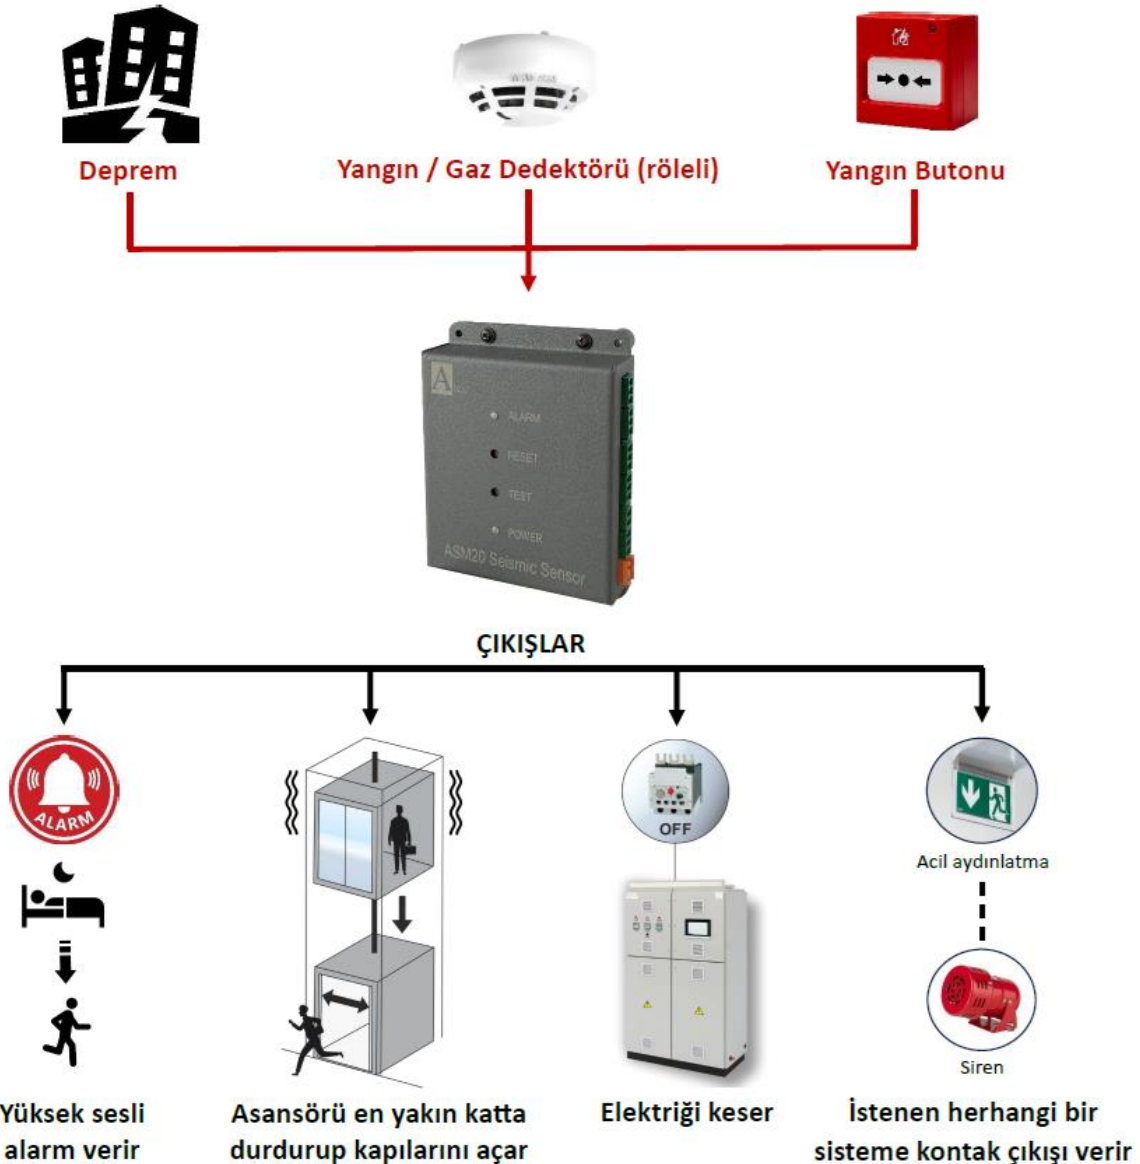 Deprem
Yangın / Gaz Dedektörü (röleli)
Yangın Butonu
A
ALARM
RESET
TEST
POWER
ASM20 Seismic Sensor
ÇIKIŞLAR
ALARM
OFF
Acil aydınlatma
Siren
Yüksek sesli
alarm verir
Asansörü en yakın katta
durdurup kapılarını açar
Elektriği keser
İstenen herhangi bir
sisteme kontak çıkışı verir